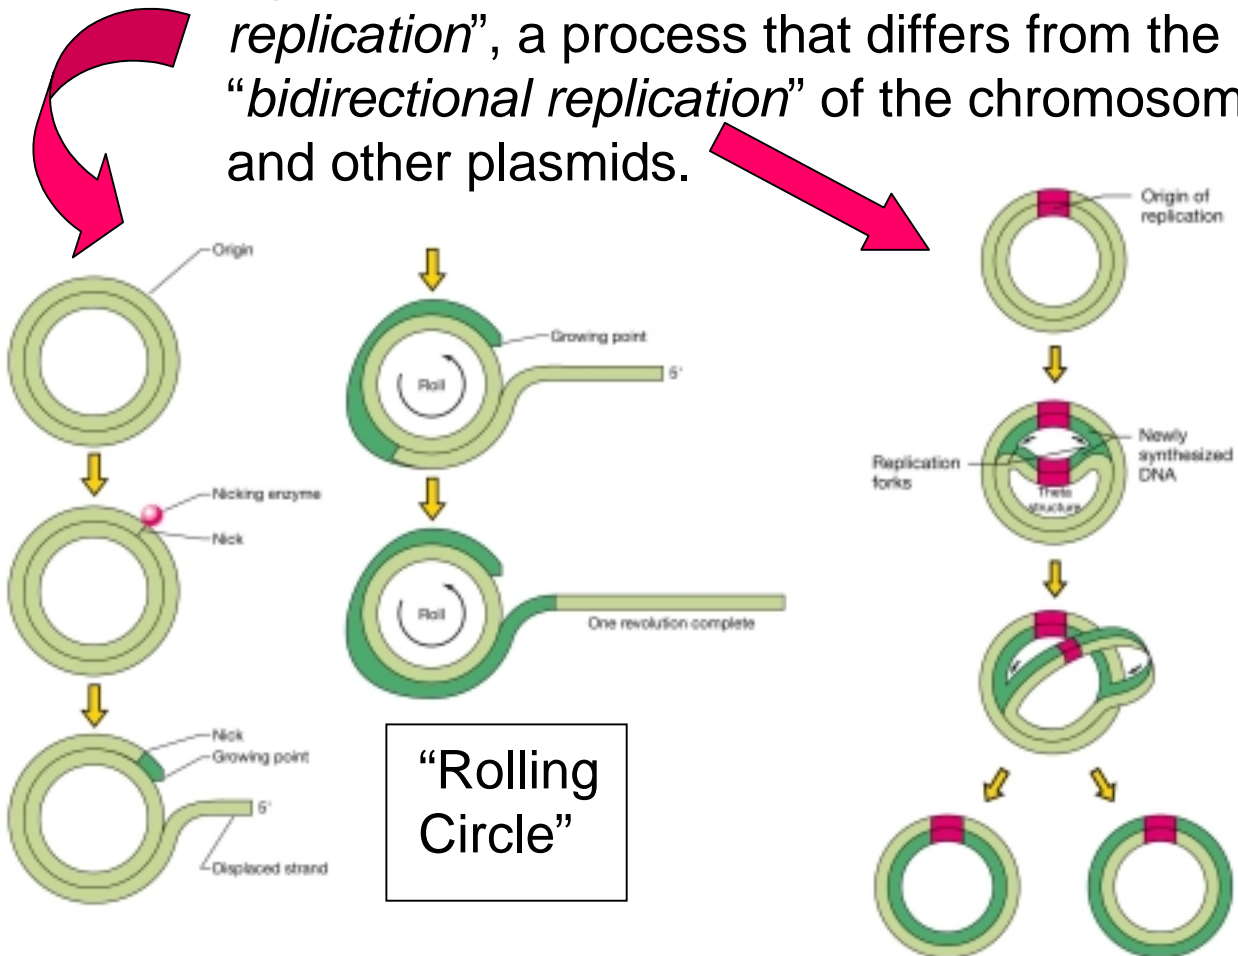 replication”, a process that differs from the
“bidirectional replication” of the chromosom
and other plasmids.
Origin
Nicking enzyme
Nick
Nick
Growing point
5'
Displaced strand
Growing point
Roll
5'
Roll
One revolution complete
“Rolling
Circle”
Origin of
replication
Replication
forks
Newly
synthesized
DNA
Theta
structure